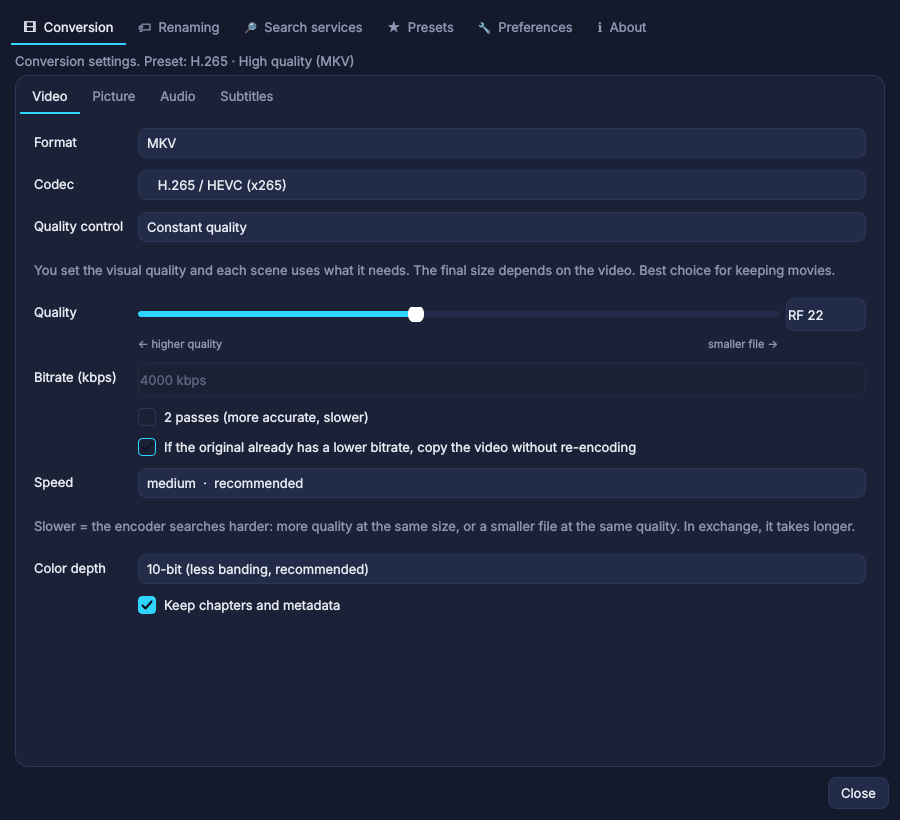 Conversion Renaming Search services Presets Preferences About
Conversion settings. Preset: H.265 · High quality (MKV)
Video Picture Audio Subtitles
Format MKV
Codec H.265 / HEVC (x265)
Quality control Constant quality
You set the visual quality and each scene uses what it needs. The final size depends on the video. Best choice for keeping movies.
Quality RF 22
← higher quality smaller file →
Bitrate (kbps) 4000 kbps
2 passes (more accurate, slower)
If the original already has a lower bitrate, copy the video without re-encoding
Speed medium · recommended
Slower = the encoder searches harder: more quality at the same size, or a smaller file at the same quality. In exchange, it takes longer.
Color depth 10-bit (less banding, recommended)
Keep chapters and metadata
Close